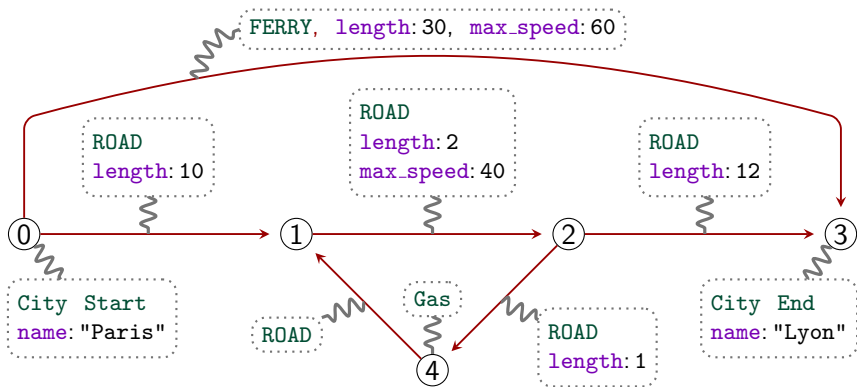 FERRY, length: 30, max_speed: 60
ROAD
length: 10
ROAD
length: 2
max_speed: 40
ROAD
length: 12
0
1
2
3
City Start
name: "Paris"
ROAD
Gas
4
ROAD
length: 1
City End
name: "Lyon"